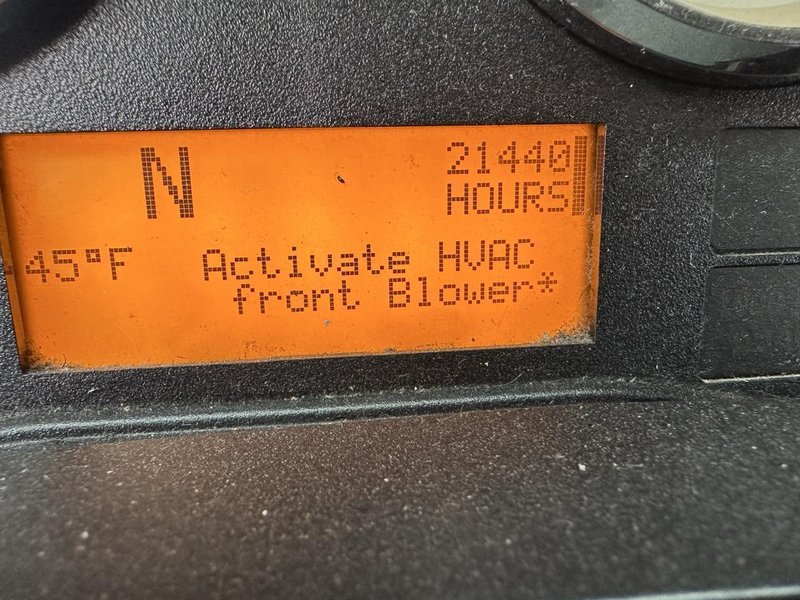 N
21440
HOURS
-45°F
Activate HVAC
front Blower*